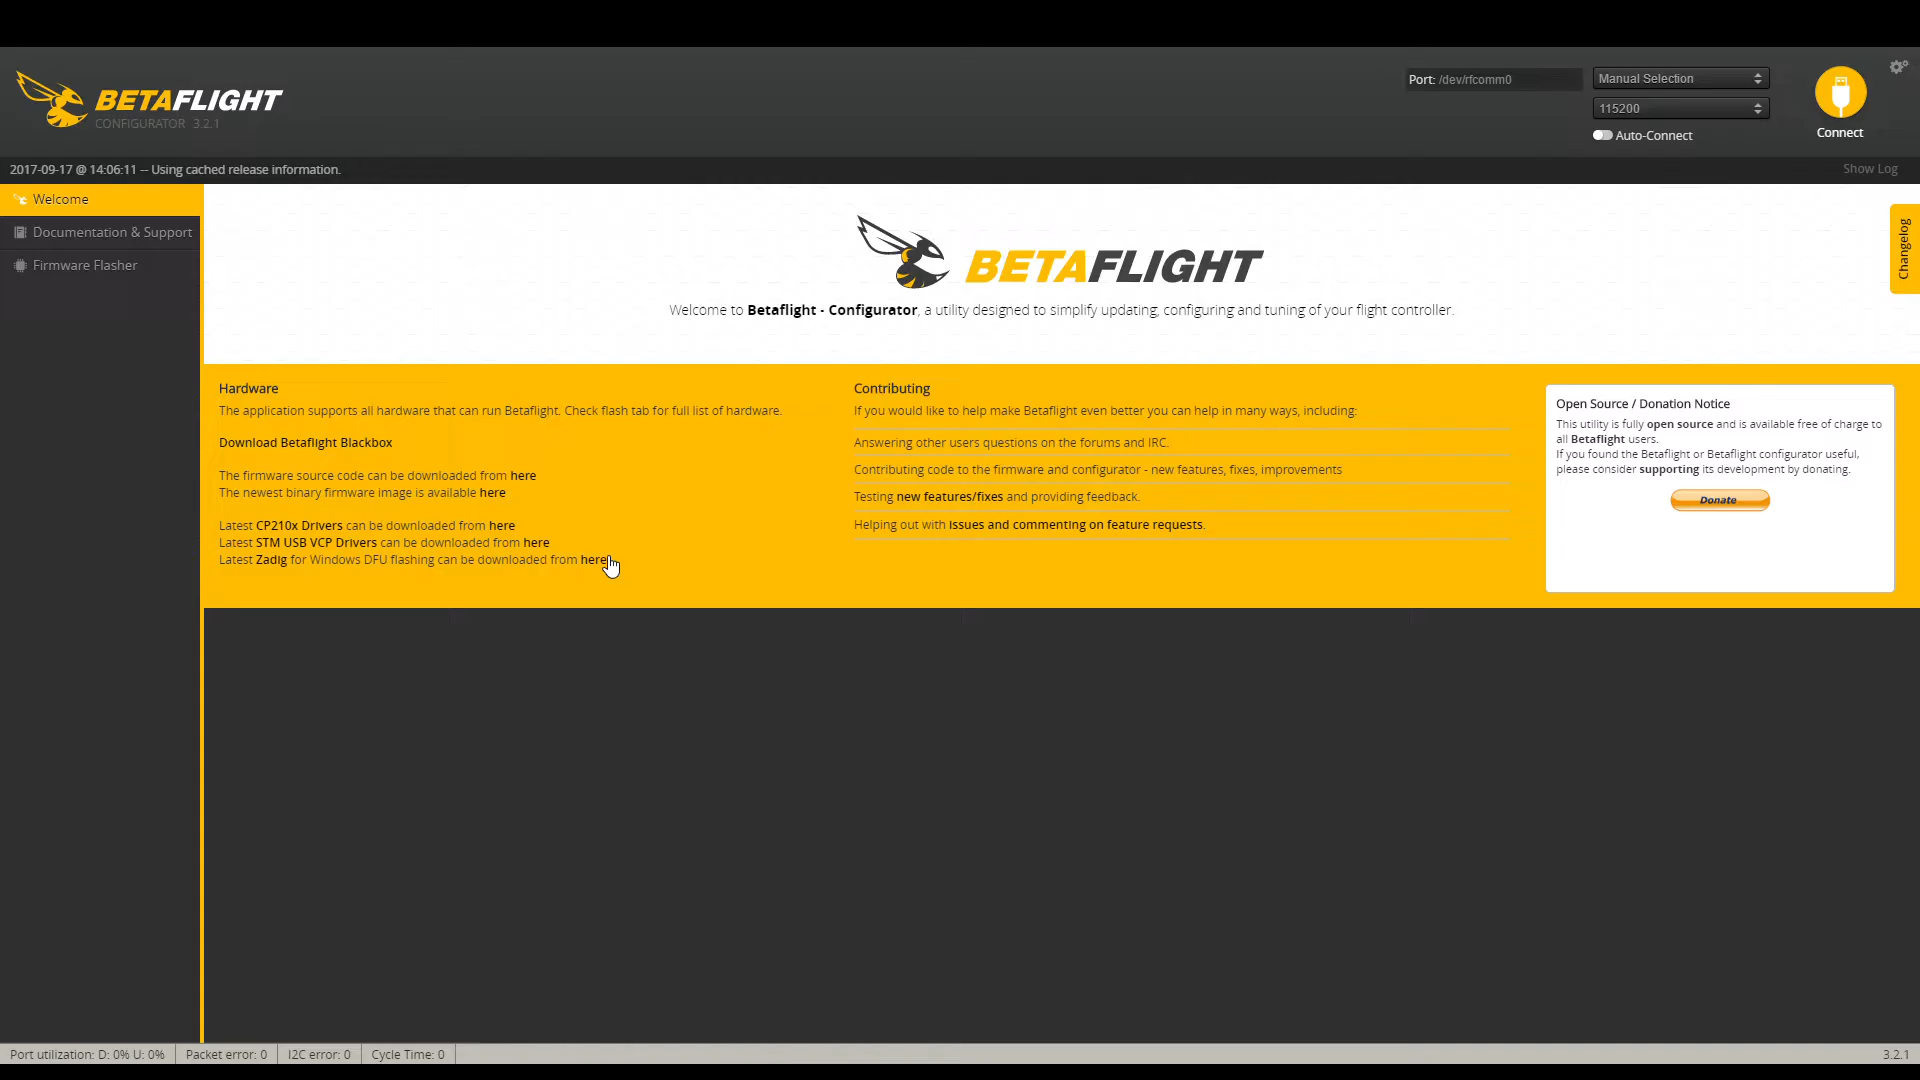 BETAFLIGHT
CONFIGURATOR 3.2.1
Port: /dev/rfcomm0
Manual Selection
115200
Auto-Connect
Connect
2017-09-17 @ 14:06:11 -- Using cached release information.
Show Log
Welcome
Documentation & Support
Firmware Flasher
BETAFLIGHT
Welcome to Betaflight - Configurator, a utility designed to simplify updating, configuring and tuning of your flight controller.
Changelog
Hardware
The application supports all hardware that can run Betaflight. Check flash tab for full list of hardware.
Download Betaflight Blackbox
The firmware source code can be downloaded from here
The newest binary firmware image is available here
Latest CP210x Drivers can be downloaded from here
Latest STM USB VCP Drivers can be downloaded from here
Latest Zadig for Windows DFU flashing can be downloaded from here
Contributing
If you would like to help make Betaflight even better you can help in many ways, including:
Answering other users questions on the forums and IRC.
Contributing code to the firmware and configurator - new features, fixes, improvements
Testing new features/fixes and providing feedback.
Helping out with issues and commenting on feature requests.
Open Source / Donation Notice
This utility is fully open source and is available free of charge to
all Betaflight users.
If you found the Betaflight or Betaflight configurator useful,
please consider supporting its development by donating.
Donate
Port utilization: D: 0% U: 0%
Packet error: 0
I2C error: 0
Cycle Time: 0
3.2.1